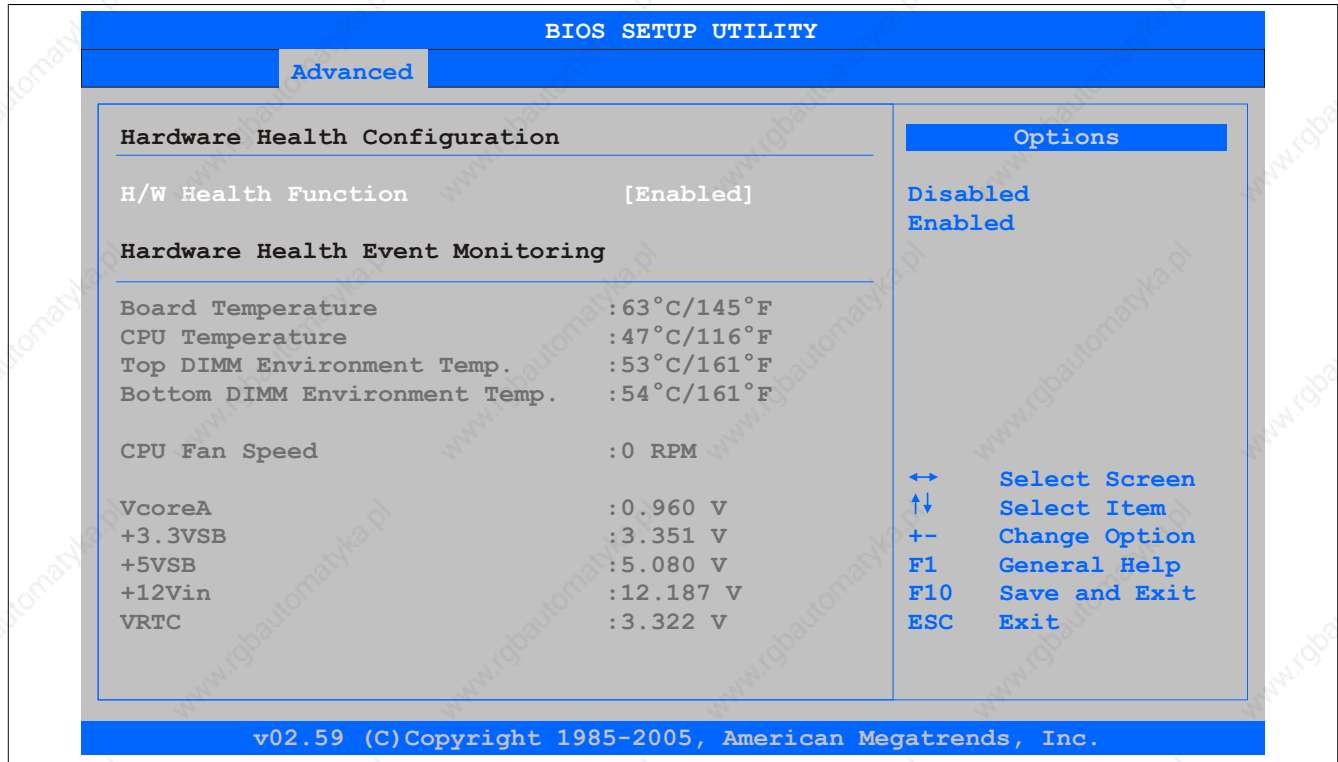 BIOS SETUP UTILITY
Advanced
Hardware Health Configuration
H/W Health Function [Enabled]
Hardware Health Event Monitoring
Board Temperature :63°C/145°F
CPU Temperature :47°C/116°F
Top DIMM Environment Temp. :53°C/161°F
Bottom DIMM Environment Temp. :54°C/161°F
CPU Fan Speed :0 RPM
VcoreA :0.960 V
+3.3VSB :3.351 V
+5VSB :5.080 V
+12Vin :12.187 V
VRTC :3.322 V
Options
Disabled
Enabled
↔ Select Screen
↑↓ Select Item
+- Change Option
F1 General Help
F10 Save and Exit
ESC Exit
v02.59 (C)Copyright 1985-2005, American Megatrends, Inc.
www.rgbautomatyka.pl